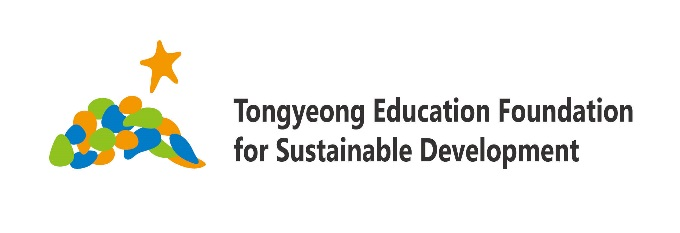 Tongyeong Education Foundation
for Sustainable Development